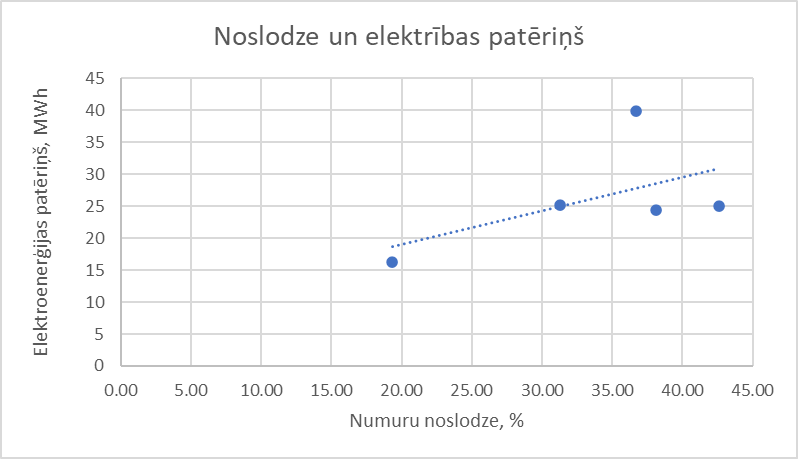 Noslodze un elektrības patēriņš
Elektroenerģijas patēriņš, MWh
45
40
35
30
25
20
15
10
5
0
0.00 5.00 10.00 15.00 20.00 25.00 30.00 35.00 40.00 45.00
Numuru noslodze, %